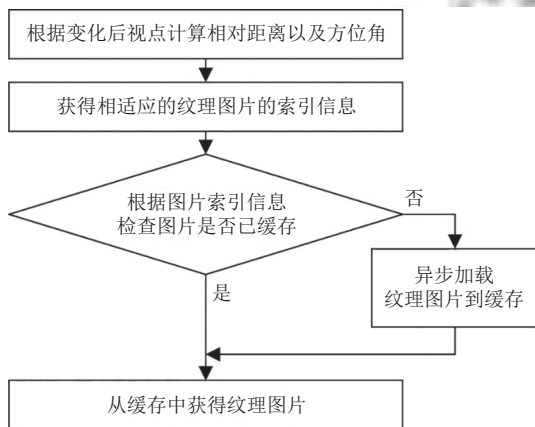 根据变化后视点计算相对距离以及方位角
获得相适应的纹理图片的索引信息
根据图片索引信息
检查图片是否已缓存
否
异步加载
纹理图片到缓存
是
从缓存中获得纹理图片